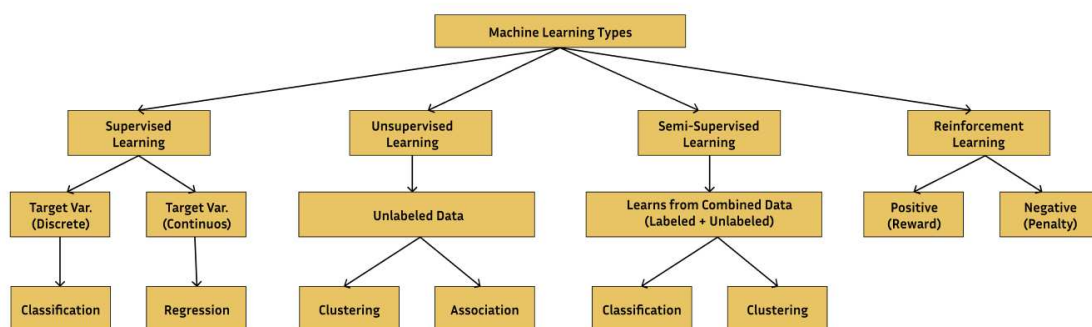 Machine Learning Types
Supervised
Learning
Unsupervised
Learning
Semi-Supervised
Learning
Reinforcement
Learning
Target Var.
(Discrete)
Target Var.
(Continuos)
Unlabeled Data
Learns from Combined Data
(Labeled + Unlabeled)
Positive
(Reward)
Negative
(Penalty)
Classification
Regression
Clustering
Association
Classification
Clustering